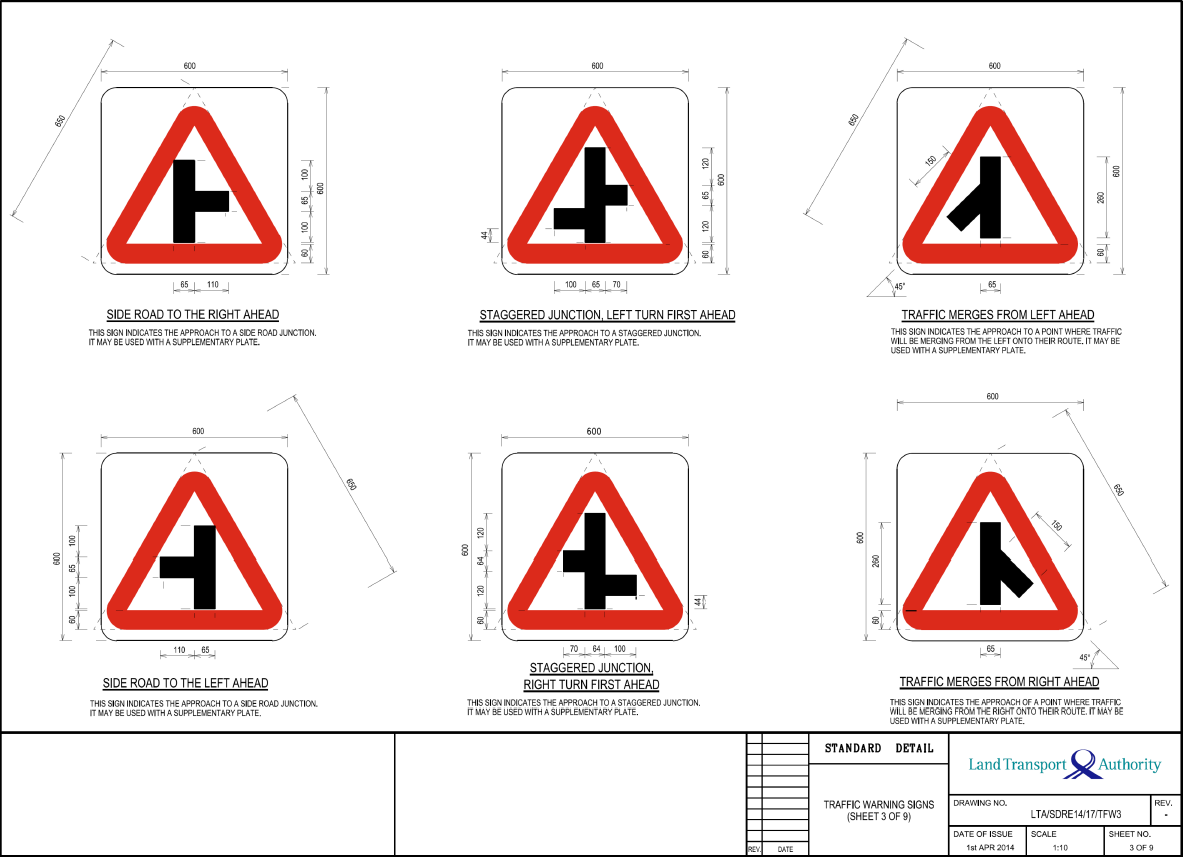 600
650
100
65
100
60
600
65
110
SIDE ROAD TO THE RIGHT AHEAD
THIS SIGN INDICATES THE APPROACH TO A SIDE ROAD JUNCTION.
IT MAY BE USED WITH A SUPPLEMENTARY PLATE.
600
120
65
120
60
600
44
100
65
70
STAGGERED JUNCTION, LEFT TURN FIRST AHEAD
THIS SIGN INDICATES THE APPROACH TO A STAGGERED JUNCTION.
IT MAY BE USED WITH A SUPPLEMENTARY PLATE.
600
650
150
260
60
600
45°
65
TRAFFIC MERGES FROM LEFT AHEAD
THIS SIGN INDICATES THE APPROACH TO A POINT WHERE TRAFFIC
WILL BE MERGING FROM THE LEFT ONTO THEIR ROUTE. IT MAY BE
USED WITH A SUPPLEMENTARY PLATE.
600
650
600
100
65
100
60
110
65
SIDE ROAD TO THE LEFT AHEAD
THIS SIGN INDICATES THE APPROACH TO A SIDE ROAD JUNCTION.
IT MAY BE USED WITH A SUPPLEMENTARY PLATE.
600
600
120
64
120
60
44
70
64
100
STAGGERED JUNCTION,
RIGHT TURN FIRST AHEAD
THIS SIGN INDICATES THE APPROACH TO A STAGGERED JUNCTION.
IT MAY BE USED WITH A SUPPLEMENTARY PLATE.
600
650
150
600
260
60
65
45°
TRAFFIC MERGES FROM RIGHT AHEAD
THIS SIGN INDICATES THE APPROACH OF A POINT WHERE TRAFFIC
WILL BE MERGING FROM THE RIGHT ONTO THEIR ROUTE. IT MAY BE
USED WITH A SUPPLEMENTARY PLATE.
REV.
DATE
STANDARD DETAIL
TRAFFIC WARNING SIGNS
(SHEET 3 OF 9)
Land Transport Authority
DRAWING NO.
LTA/SDRE14/17/TFW3
REV.
-
DATE OF ISSUE
1st APR 2014
SCALE
1:10
SHEET NO.
3 OF 9